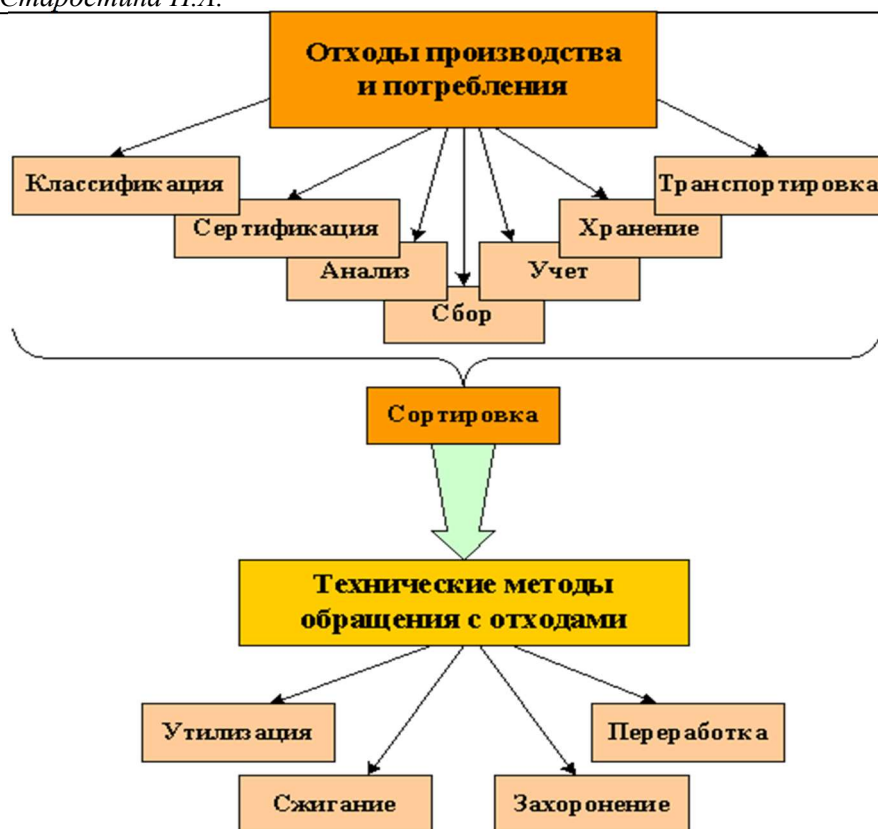 Старостина И.А.
Отходы производства
и потребления
Классификация
Транспортировка
Сертификация
Хранение
Анализ
Учет
Сбор
Сортировка
Технические методы
обращения с отходами
Утилизация
Переработка
Сжигание
Захоронение